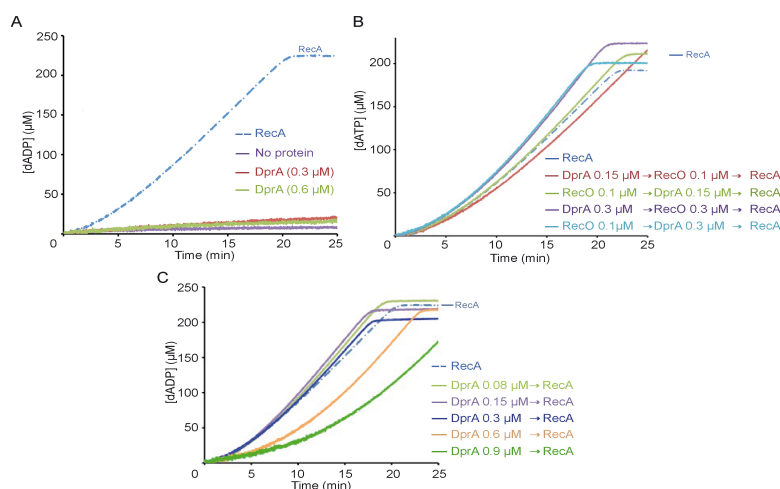 A
[dADP] (µM)
250
200
150
100
50
0
5
10
15
20
25
Time (min)
RecA
RecA
No protein
DprA (0.3 µM)
DprA (0.6 µM)
B
[dATP] (µM)
200
150
100
50
0
5
10
15
20
25
Time (min)
RecA
RecA
DprA 0.15 µM→RecO 0.1 µM→ RecA
RecO 0.1 µM→DprA 0.15 µM→RecA
DprA 0.3 µM→RecO 0.3 µM→RecA
RecO 0.1µM →DprA 0.3 µM → RecA
C
[dADP] (µM)
250
200
150
100
50
0
5
10
15
20
25
Time (min)
RecA
RecA
DprA 0.08 µM→RecA
DprA 0.15 µM→RecA
DprA 0.3 µM →RecA
DprA 0.6 µM →RecA
DprA 0.9 µM →RecA